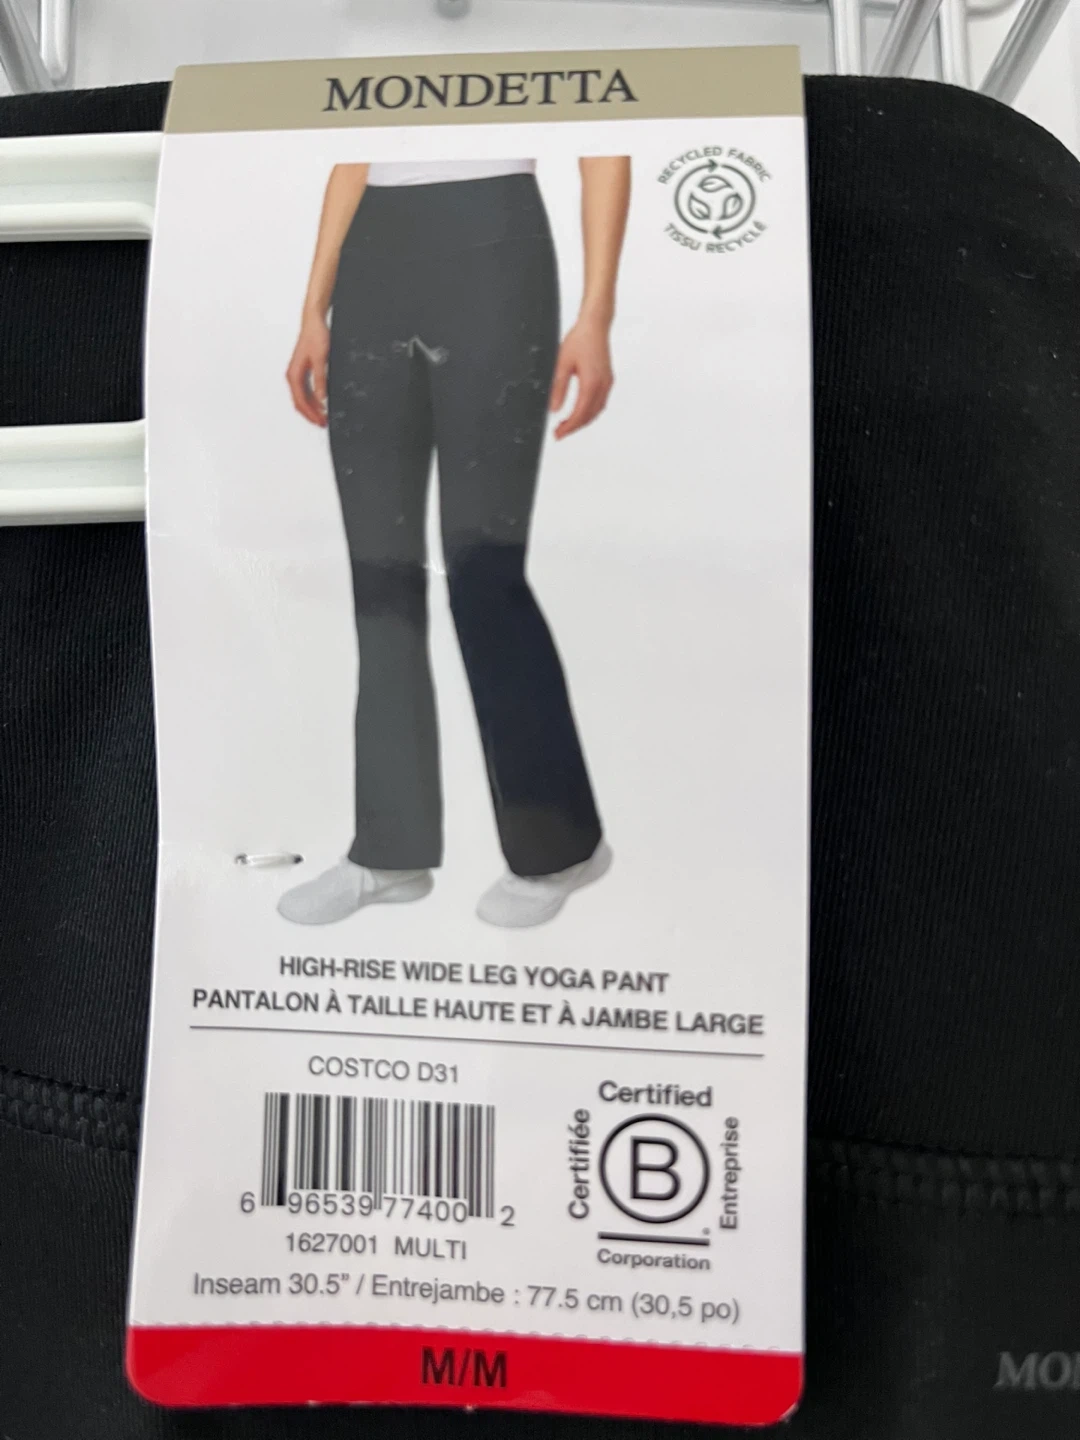 MONDETTA
RECYCLED FABRIC
TISSU RECYCLÉ
HIGH-RISE WIDE LEG YOGA PANT
PANTALON À TAILLE HAUTE ET À JAMBE LARGE
COSTCO D31
6 96539 77400 2
1627001 MULTI
Certified
Certifiée
B
Entreprise
Corporation
Inseam 30.5" / Entrejambe : 77.5 cm (30,5 po)
M/M